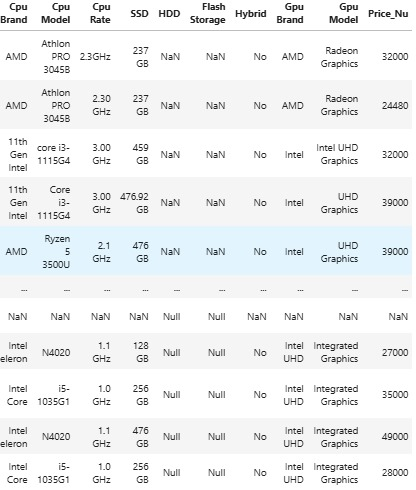 Cpu Brand Cpu Model Cpu Rate SSD HDD Flash Storage Hybrid Gpu Brand Gpu Model Price_Nu
AMD Athlon PRO 3045B 2.3GHz 237 GB NaN NaN No AMD Radeon Graphics 32000
AMD Athlon PRO 3045B 2.30 GHz 237 GB NaN NaN No AMD Radeon Graphics 24480
11th Gen Intel core i3-1115G4 3.00 GHz 459 GB NaN NaN No Intel Intel UHD Graphics 32000
11th Gen Intel Core i3-1115G4 3.00 GHz 476.92 GB NaN NaN No Intel UHD Graphics 39000
AMD Ryzen 5 3500U 2.1 GHz 476 GB NaN NaN No Intel UHD Graphics 39000
... ... ... ... ... ... ... ... ... ...
NaN NaN NaN NaN Null Null NaN NaN NaN NaN
Intel eleron N4020 1.1 GHz 128 GB Null Null No Intel UHD Integrated Graphics 27000
Intel Core i5-1035G1 1.0 GHz 256 GB Null Null No Intel UHD Integrated Graphics 35000
Intel eleron N4020 1.1 GHz 476 GB Null Null No Intel UHD Integrated Graphics 49000
Intel Core i5-1035G1 1.0 GHz 256 GB Null Null No Intel UHD Integrated Graphics 28000